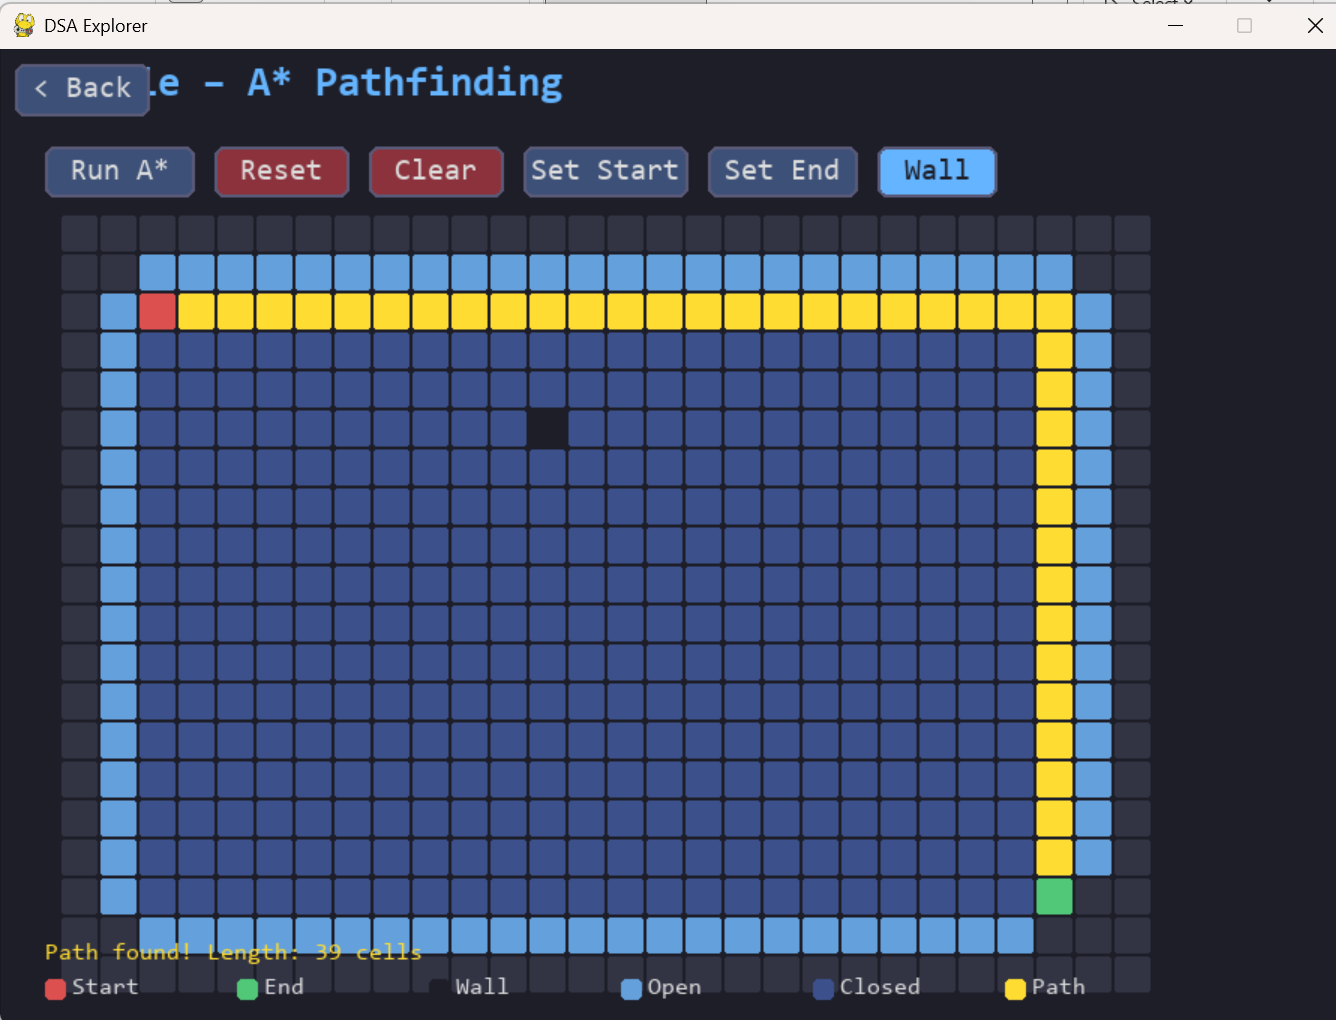 DSA Explorer
< Back
le – A* Pathfinding
Run A*
Reset
Clear
Set Start
Set End
Wall
Path found! Length: 39 cells
Start
End
Wall
Open
Closed
Path